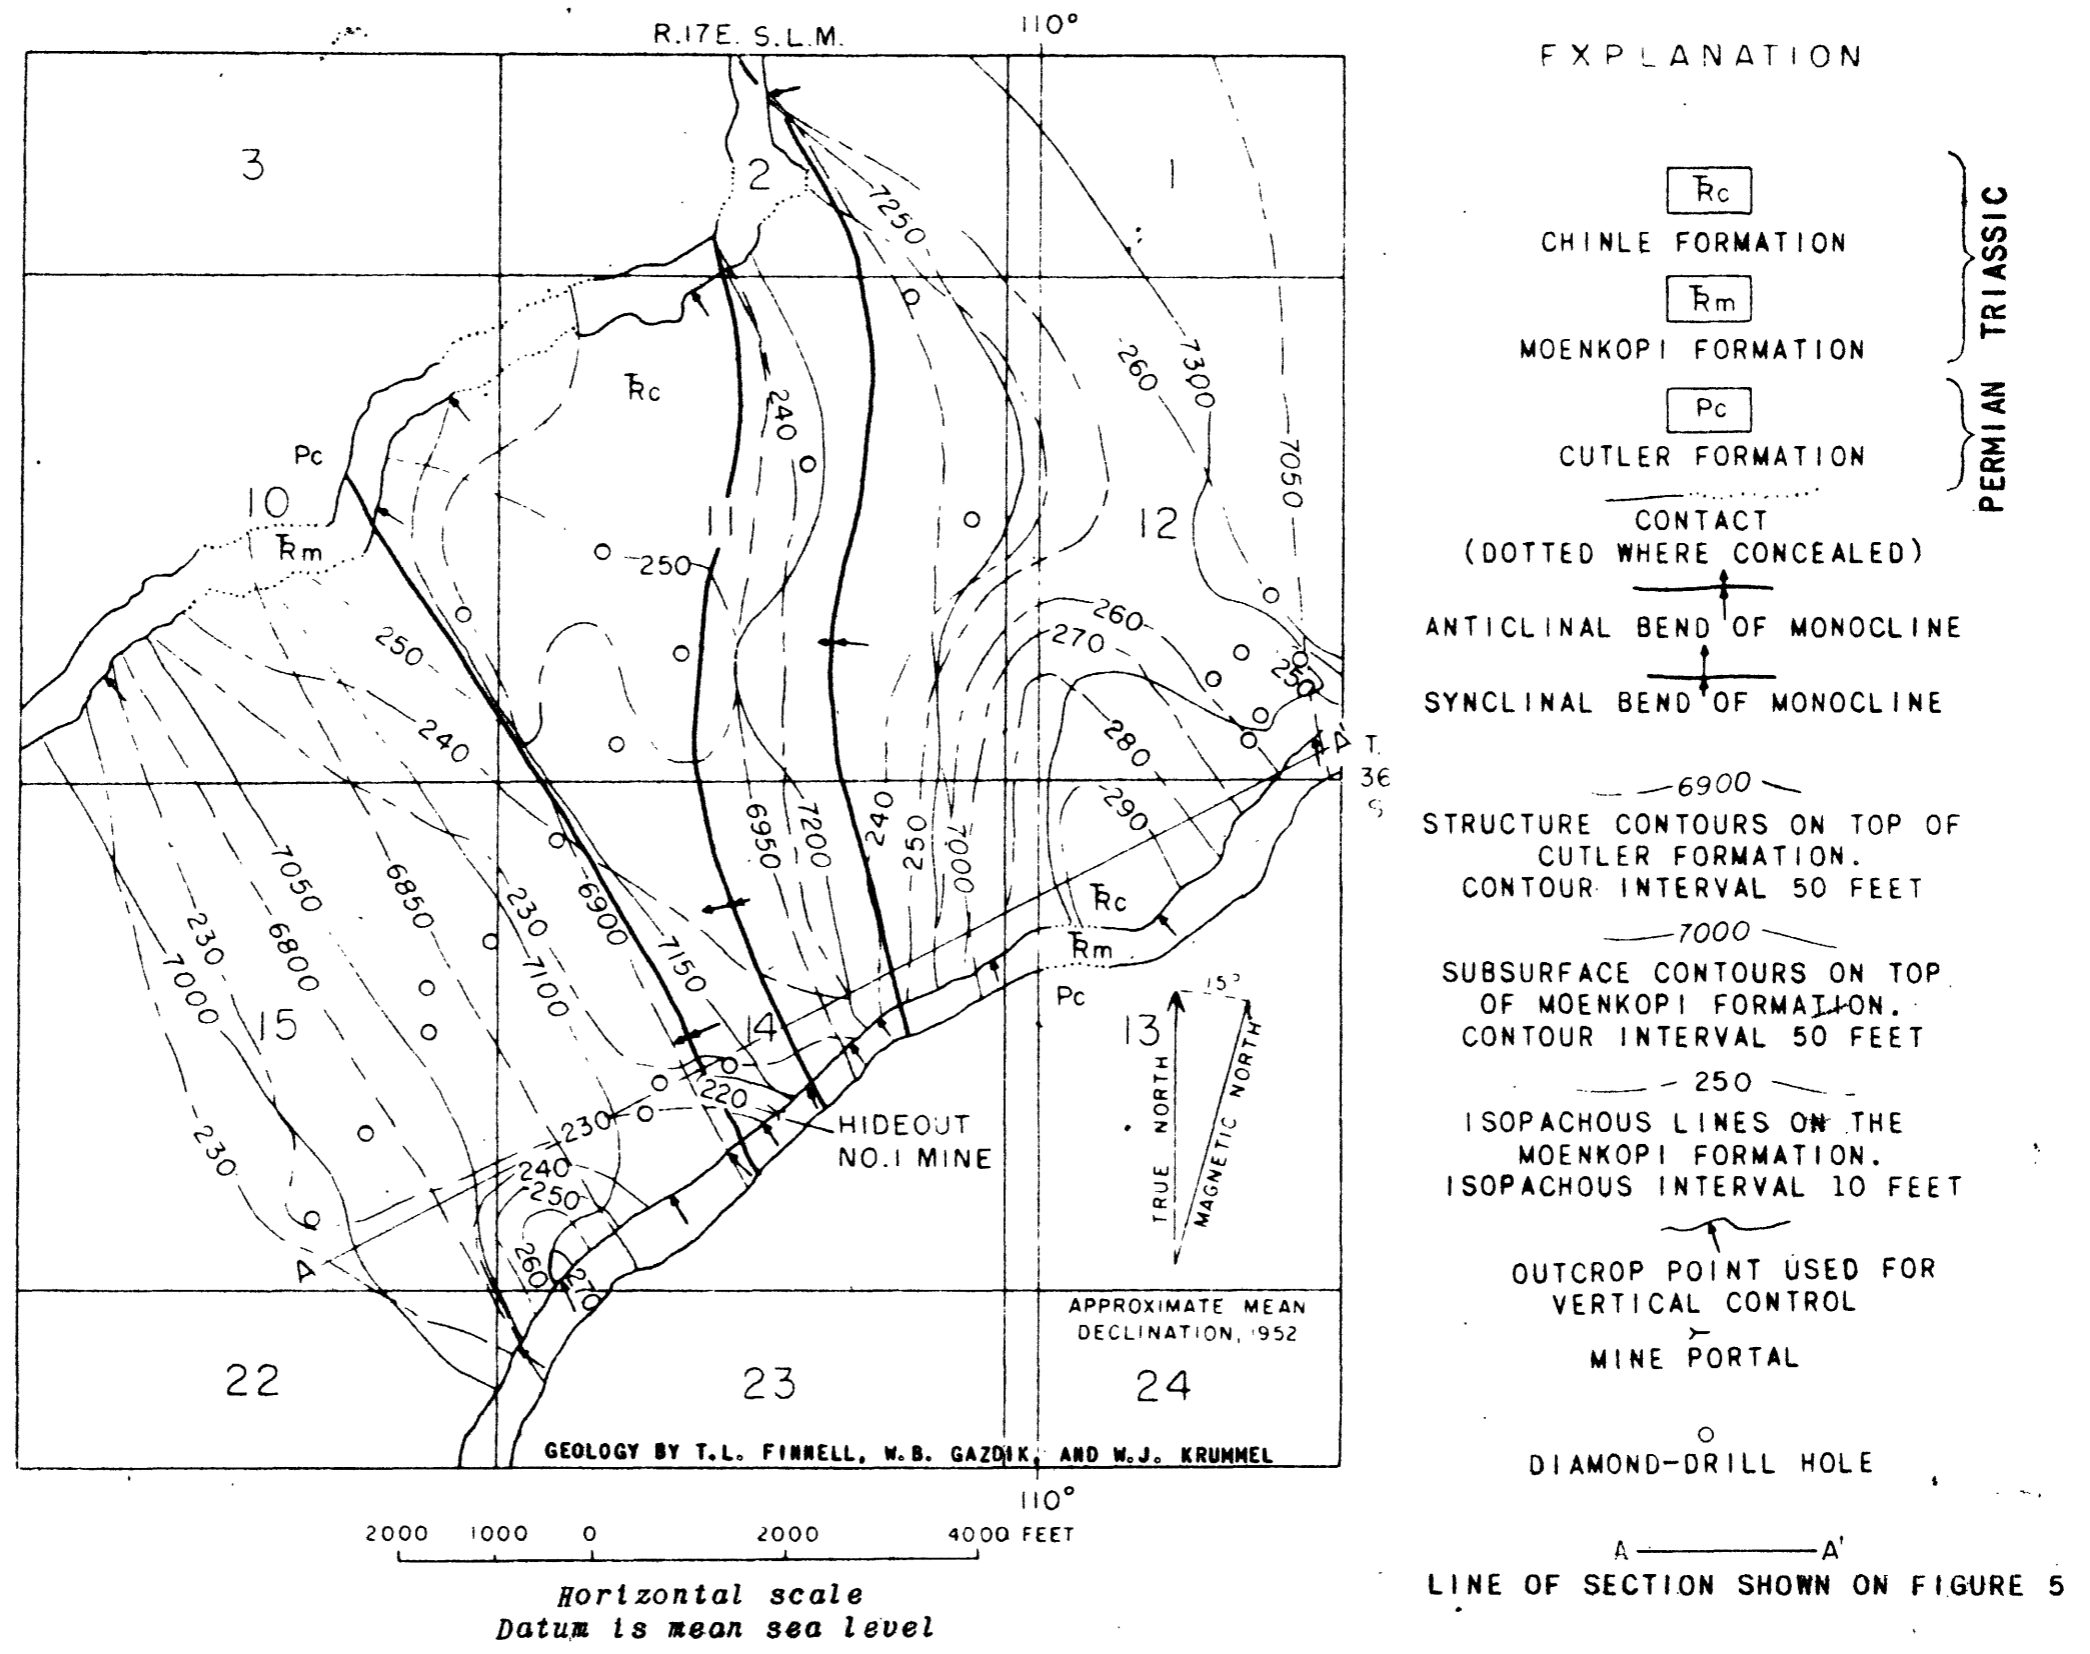 R.17E. S.L.M.
110°
3
2
1
7250
260
7300
7050
240
Ꞧc
Pc
10
Ꞧm
11
12
250
250
260
270
250
280
290
240
240
250
7000
6950
7200
A'
T.
36
S
7050
6850
230
6800
230
7000
7100
6900
7150
Ꞧc
Ꞧm
Pc
15
14
13
15°
TRUE NORTH
MAGNETIC NORTH
220
230
230
240
250
260
270
A
HIDEOUT
NO.1 MINE
APPROXIMATE MEAN
DECLINATION, 1952
22
23
24
GEOLOGY BY T.L. FINNELL, W.B. GAZDIK, AND W.J. KRUMMEL
110°
2000 1000 0 2000 4000 FEET
Horizontal scale
Datum is mean sea level
EXPLANATION
Ꞧc
CHINLE FORMATION
Ꞧm
MOENKOPI FORMATION
TRIASSIC
Pc
CUTLER FORMATION
PERMIAN
CONTACT
(DOTTED WHERE CONCEALED)
ANTICLINAL BEND OF MONOCLINE
SYNCLINAL BEND OF MONOCLINE
6900
STRUCTURE CONTOURS ON TOP OF
CUTLER FORMATION.
CONTOUR INTERVAL 50 FEET
7000
SUBSURFACE CONTOURS ON TOP
OF MOENKOPI FORMATION.
CONTOUR INTERVAL 50 FEET
250
ISOPACHOUS LINES ON THE
MOENKOPI FORMATION.
ISOPACHOUS INTERVAL 10 FEET
OUTCROP POINT USED FOR
VERTICAL CONTROL
MINE PORTAL
DIAMOND-DRILL HOLE
A A'
LINE OF SECTION SHOWN ON FIGURE 5